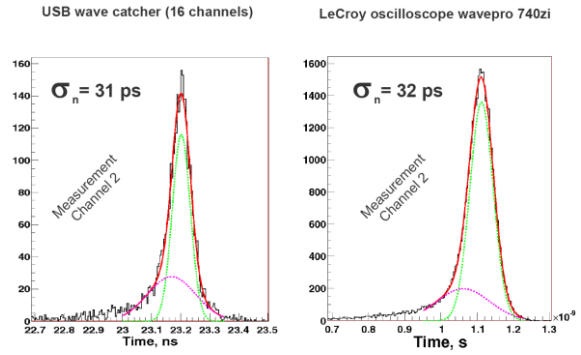 USB wave catcher (16 channels)
LeCroy oscilloscope wavepro 740zi
160
140
120
100
80
60
40
20
0
σn= 31 ps
Measurement
Channel 2
22.7 22.8 22.9 23 23.1 23.2 23.3 23.4 23.5
Time, ns
1600
1400
1200
1000
800
600
400
200
0
σn= 32 ps
Measurement
Channel 2
0.7 0.8 0.9 1 1.1 1.2 1.3
×10⁻⁹
Time, s